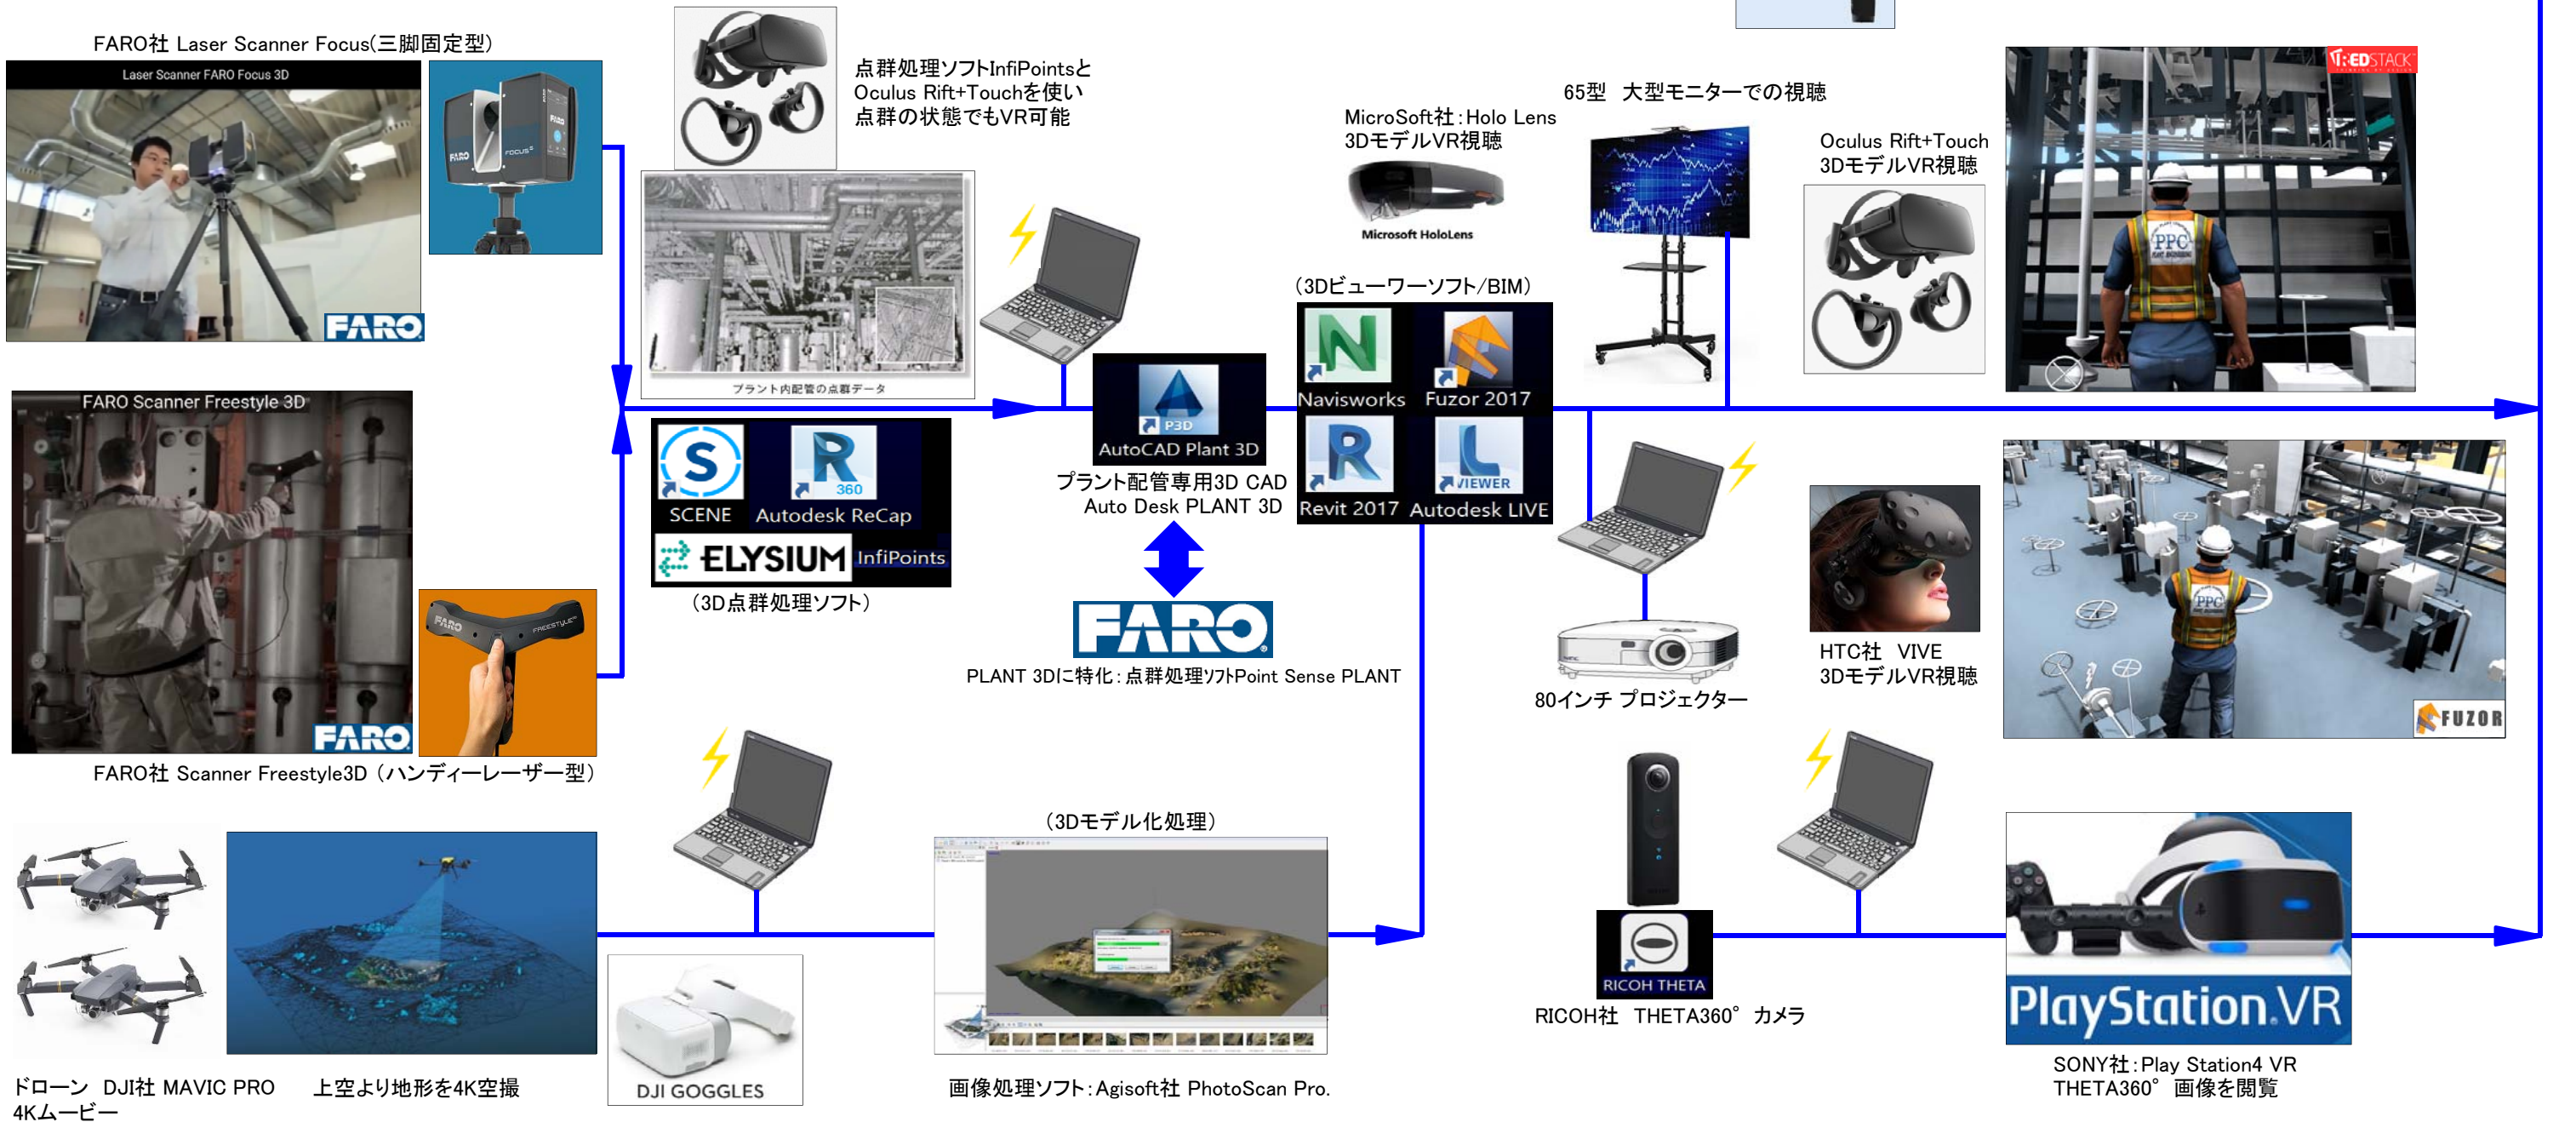 FARO社 Laser Scanner Focus(三脚固定型)
Laser Scanner FARO Focus 3D
FARO
FOCUS S
FARO
点群処理ソフトInfiPointsと
Oculus Rift+Touchを使い
点群の状態でもVR可能
プラント内配管の点群データ
MicroSoft社:Holo Lens
3DモデルVR視聴
Microsoft HoloLens
65型 大型モニターでの視聴
Oculus Rift+Touch
3DモデルVR視聴
REDSTACK
PPC
PLANT ENGINEERING
FARO Scanner Freestyle 3D
FARO
FARO
FREESTYLE
FARO社 Scanner Freestyle3D (ハンディーレーザー型)
S
SCENE
R
360
Autodesk ReCap
ELYSIUM
InfiPoints
(3D点群処理ソフト)
P3D
AutoCAD Plant 3D
プラント配管専用3D CAD
Auto Desk PLANT 3D
FARO®
PLANT 3Dに特化:点群処理ソフトPoint Sense PLANT
(3Dビューワーソフト/BIM)
N
Navisworks
Fuzor 2017
R
Revit 2017
L
VIEWER
Autodesk LIVE
80インチ プロジェクター
HTC社 VIVE
3DモデルVR視聴
PPC
FUZOR
ドローン DJI社 MAVIC PRO
4Kムービー
上空より地形を4K空撮
DJI GOGGLES
(3Dモデル化処理)
画像処理ソフト:Agisoft社 PhotoScan Pro.
RICOH THETA
RICOH社 THETA360°カメラ
PlayStation.VR
SONY社:Play Station4 VR
THETA360°画像を閲覧